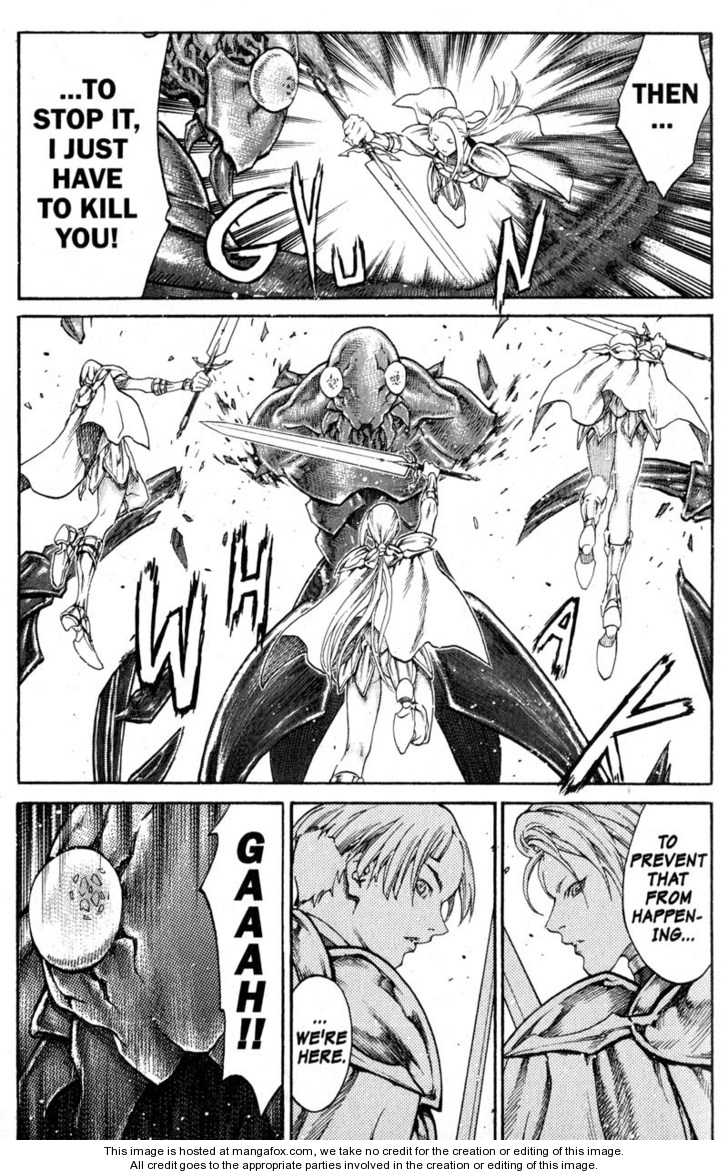 THEN
...
...TO
STOP IT,
I JUST
HAVE
TO KILL
YOU!
GYUN
WHAK
TO
PREVENT
THAT
FROM
HAPPEN-
ING...
...
WE'RE
HERE.
GAAAH!!
This image is hosted at mangafox.com, we take no credit for the creation or editing of this image.
All credit goes to the appropriate parties involved in the creation or editing of this image.